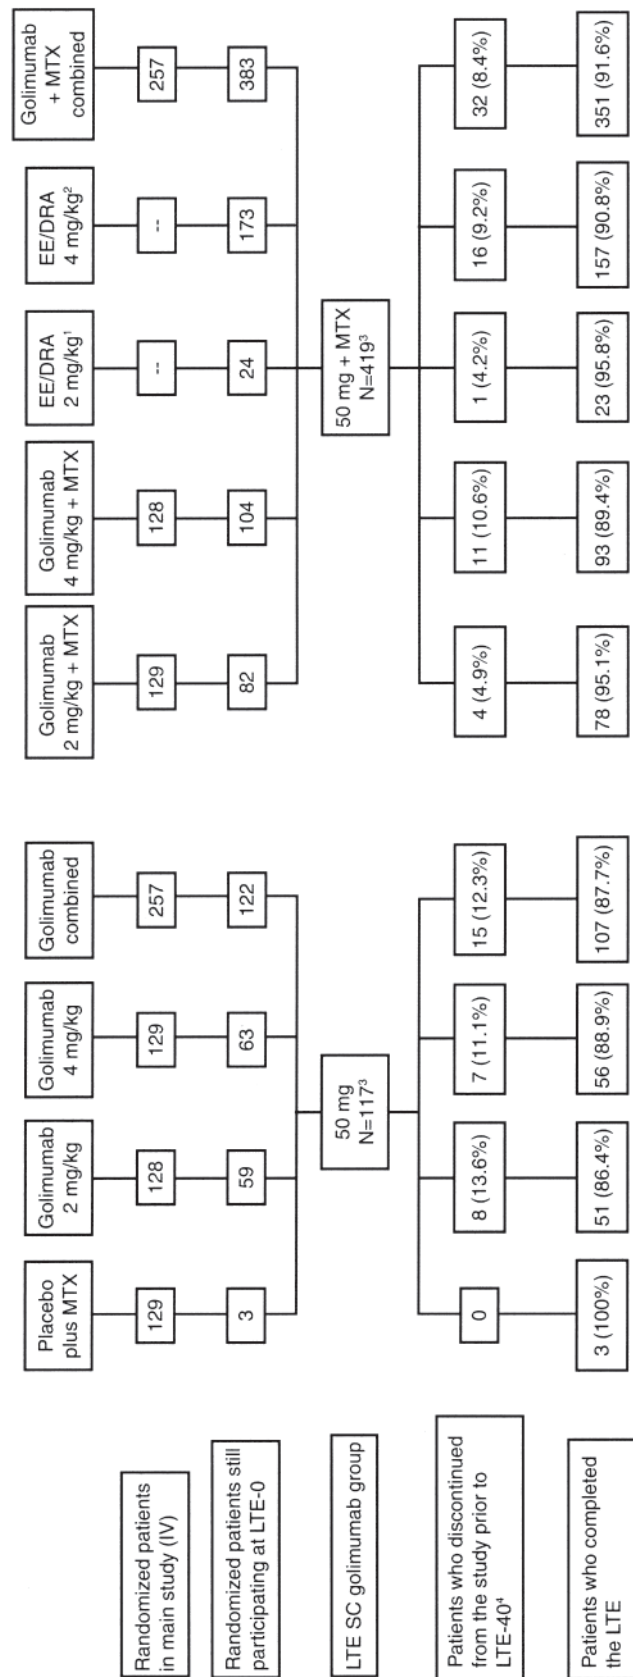 Placebo
plus MTX
Golimumab
2 mg/kg
Golimumab
4 mg/kg
Golimumab
combined
Golimumab
2 mg/kg + MTX
Golimumab
4 mg/kg + MTX
EE/DRA
2 mg/kg¹
EE/DRA
4 mg/kg²
Golimumab
+ MTX
combined
Randomized patients
in main study (IV)
129
128
129
257
129
128
--
--
257
Randomized patients still
participating at LTE-0
3
59
63
122
82
104
24
173
383
LTE SC golimumab group
50 mg
N=117³
50 mg + MTX
N=419³
Patients who discontinued
from the study prior to
LTE-40⁴
0
8 (13.6%)
7 (11.1%)
15 (12.3%)
4 (4.9%)
11 (10.6%)
1 (4.2%)
16 (9.2%)
32 (8.4%)
Patients who completed
the LTE
3 (100%)
51 (86.4%)
56 (88.9%)
107 (87.7%)
78 (95.1%)
93 (89.4%)
23 (95.8%)
157 (90.8%)
351 (91.6%)